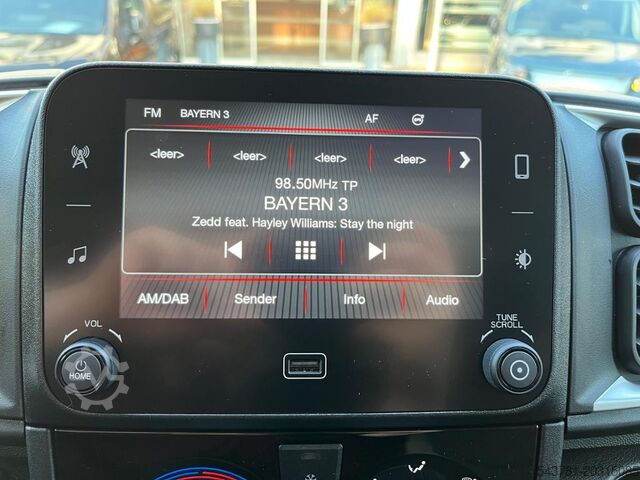 FM BAYERN 3 AF
<leer> <leer> <leer> <leer>
98.50MHz TP
BAYERN 3
Zedd feat. Hayley Williams: Stay the night
AM/DAB Sender Info Audio
VOL
TUNE
SCROLL
HOME